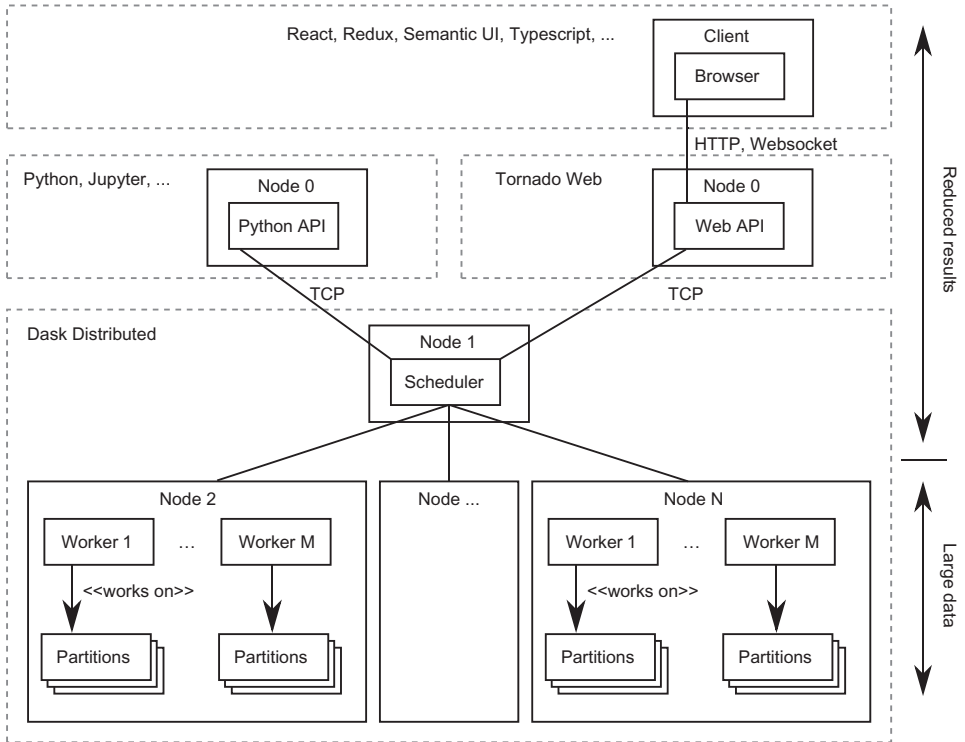 React, Redux, Semantic UI, Typescript, ...
Client
Browser
HTTP, Websocket
Python, Jupyter, ...
Node 0
Python API
Tornado Web
Node 0
Web API
TCP
TCP
Reduced results
Dask Distributed
Node 1
Scheduler
Node 2
Worker 1
...
Worker M
<<works on>>
Partitions
Partitions
Node ...
Node N
Worker 1
...
Worker M
<<works on>>
Partitions
Partitions
Large data